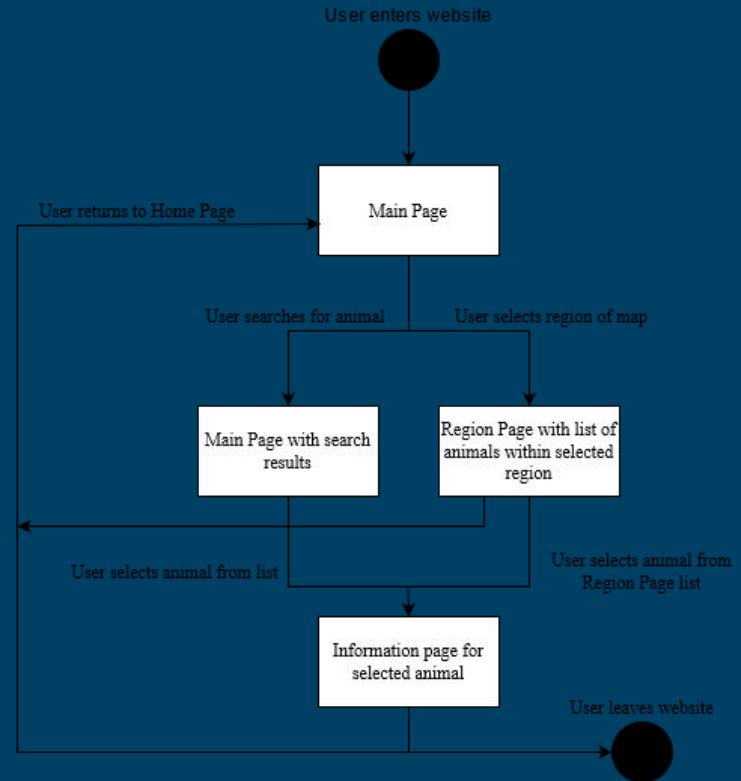 User enters website
User returns to Home Page
Main Page
User searches for animal
User selects region of map
Main Page with search
results
Region Page with list of
animals within selected
region
User selects animal from list
User selects animal from
Region Page list
Information page for
selected animal
User leaves website